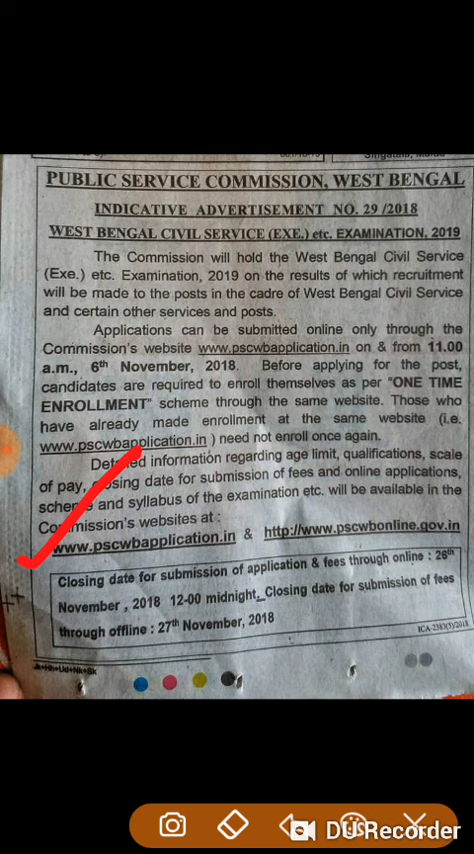 PUBLIC SERVICE COMMISSION, WEST BENGAL
INDICATIVE ADVERTISEMENT NO. 29 /2018
WEST BENGAL CIVIL SERVICE (EXE.) etc. EXAMINATION, 2019
The Commission will hold the West Bengal Civil Service
(Exe.) etc. Examination, 2019 on the results of which recruitment
will be made to the posts in the cadre of West Bengal Civil Service
and certain other services and posts.
Applications can be submitted online only through the
Commission's website www.pscwbapplication.in on & from 11.00
a.m., 6th November, 2018. Before applying for the post,
candidates are required to enroll themselves as per "ONE TIME
ENROLLMENT" scheme through the same website. Those who
have already made enrollment at the same website (i.e.
www.pscwbapplication.in ) need not enroll once again.
Detailed information regarding age limit, qualifications, scale
of pay, closing date for submission of fees and online applications,
scheme and syllabus of the examination etc. will be available in the
Commission's websites at :
www.pscwbapplication.in & http://www.pscwbonline.gov.in
Closing date for submission of application & fees through online : 26th
November , 2018 12-00 midnight, Closing date for submission of fees
through offline : 27th November, 2018
DU Recorder